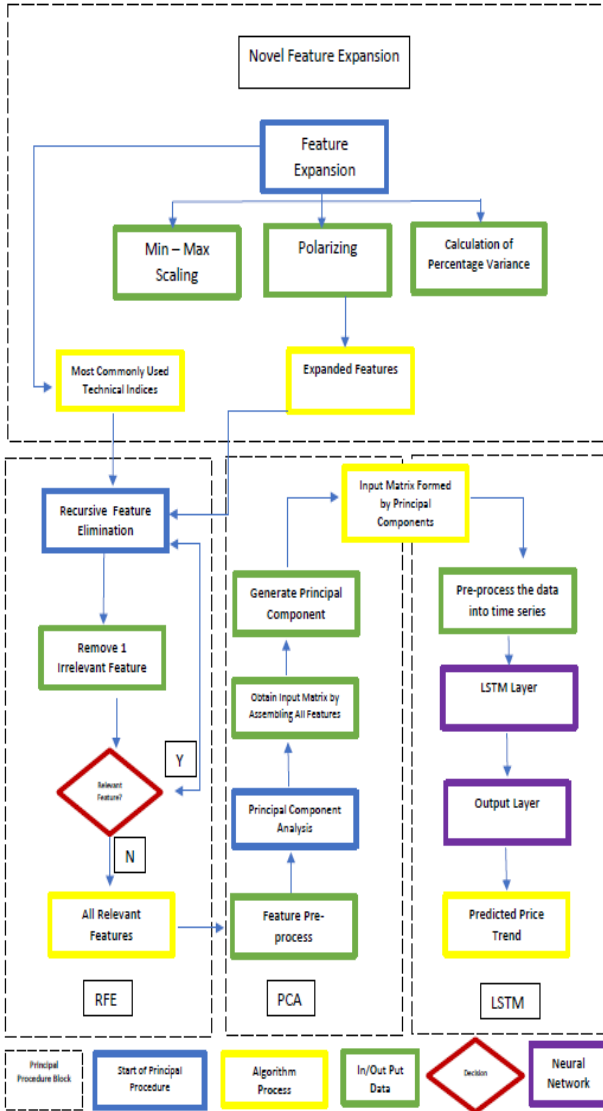 Novel Feature Expansion
Feature
Expansion
Min – Max
Scaling
Polarizing
Calculation of
Percentage Variance
Most Commonly Used
Technical Indices
Expanded Features
Recursive Feature
Elimination
Remove 1
Irrelevant Feature
Relevant
Feature?
Y
N
All Relevant
Features
RFE
Input Matrix Formed
by Principal
Components
Generate Principal
Component
Obtain Input Matrix by
Assembling All Features
Principal Component
Analysis
Feature Pre-
process
PCA
Pre-process the data
into time series
LSTM Layer
Output Layer
Predicted Price
Trend
LSTM
Principal
Procedure Block
Start of Principal
Procedure
Algorithm
Process
In/Out Put
Data
Decision
Neural
Network